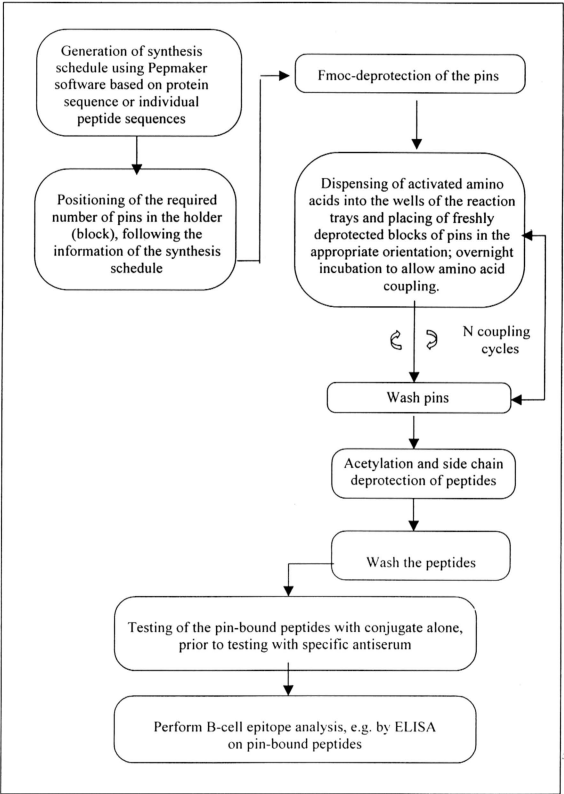 Generation of synthesis
schedule using Pepmaker
software based on protein
sequence or individual
peptide sequences
Positioning of the required
number of pins in the holder
(block), following the
information of the synthesis
schedule
Fmoc-deprotection of the pins
Dispensing of activated amino
acids into the wells of the reaction
trays and placing of freshly
deprotected blocks of pins in the
appropriate orientation; overnight
incubation to allow amino acid
coupling.
N coupling
cycles
Wash pins
Acetylation and side chain
deprotection of peptides
Wash the peptides
Testing of the pin-bound peptides with conjugate alone,
prior to testing with specific antiserum
Perform B-cell epitope analysis, e.g. by ELISA
on pin-bound peptides